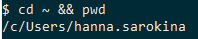 $ cd ~ && pwd
/c/Users/hanna.sarokina